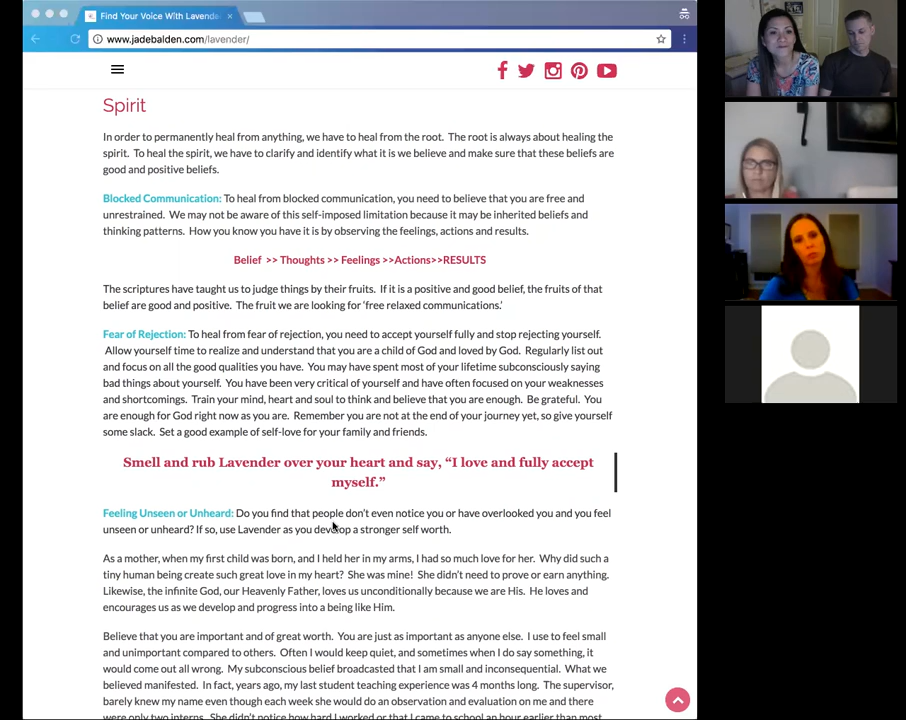 Find Your Voice With Lavende
www.jadebalden.com/lavender/
Spirit
In order to permanently heal from anything, we have to heal from the root. The root is always about healing the
spirit. To heal the spirit, we have to clarify and identify what it is we believe and make sure that these beliefs are
good and positive beliefs.
Blocked Communication: To heal from blocked communication, you need to believe that you are free and
unrestrained. We may not be aware of this self-imposed limitation because it may be inherited beliefs and
thinking patterns. How you know you have it is by observing the feelings, actions and results.
Belief >> Thoughts >> Feelings >>Actions>>RESULTS
The scriptures have taught us to judge things by their fruits. If it is a positive and good belief, the fruits of that
belief are good and positive. The fruit we are looking for ‘free relaxed communications.’
Fear of Rejection: To heal from fear of rejection, you need to accept yourself fully and stop rejecting yourself.
Allow yourself time to realize and understand that you are a child of God and loved by God. Regularly list out
and focus on all the good qualities you have. You may have spent most of your lifetime subconsciously saying
bad things about yourself. You have been very critical of yourself and have often focused on your weaknesses
and shortcomings. Train your mind, heart and soul to think and believe that you are enough. Be grateful. You
are enough for God right now as you are. Remember you are not at the end of your journey yet, so give yourself
some slack. Set a good example of self-love for your family and friends.
Smell and rub Lavender over your heart and say, “I love and fully accept
myself.”
Feeling Unseen or Unheard: Do you find that people don’t even notice you or have overlooked you and you feel
unseen or unheard? If so, use Lavender as you develop a stronger self worth.
As a mother, when my first child was born, and I held her in my arms, I had so much love for her. Why did such a
tiny human being create such great love in my heart? She was mine! She didn’t need to prove or earn anything.
Likewise, the infinite God, our Heavenly Father, loves us unconditionally because we are His. He loves and
encourages us as we develop and progress into a being like Him.
Believe that you are important and of great worth. You are just as important as anyone else. I use to feel small
and unimportant compared to others. Often I would keep quiet, and sometimes when I do say something, it
would come out all wrong. My subconscious belief broadcasted that I am small and inconsequential. What we
believed manifested. In fact, years ago, my last student teaching experience was 4 months long. The supervisor,
barely knew my name even though each week she would do an observation and evaluation on me and there
were only two interns. She didn’t notice how hard I worked or that I came to school an hour earlier than most